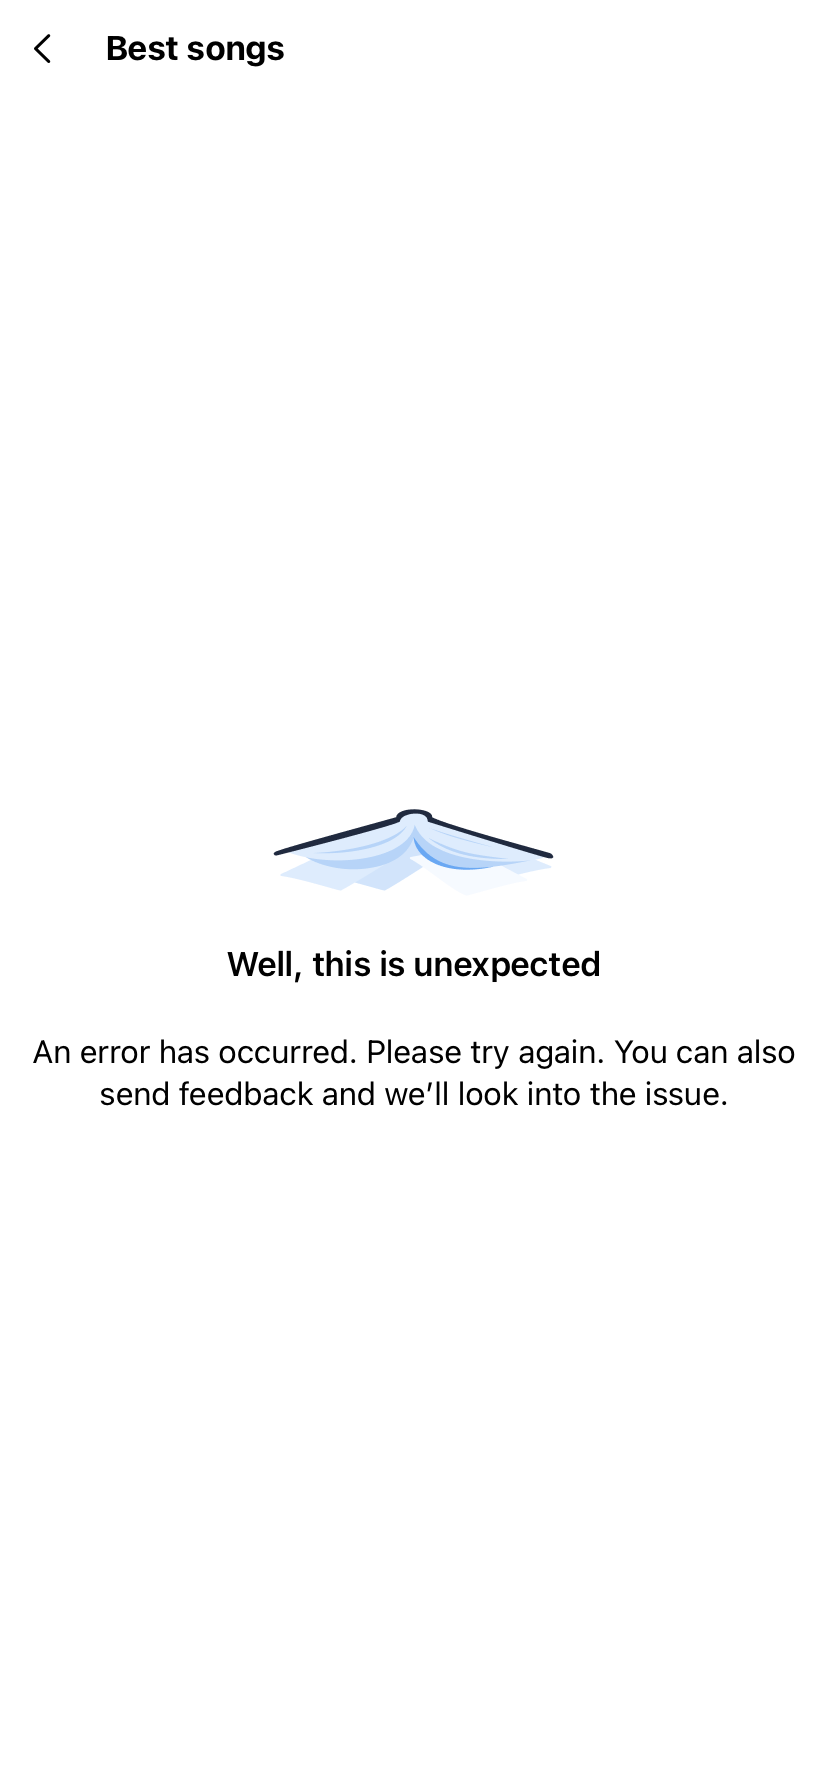 Best songs
Well, this is unexpected
An error has occurred. Please try again. You can also
send feedback and we’ll look into the issue.